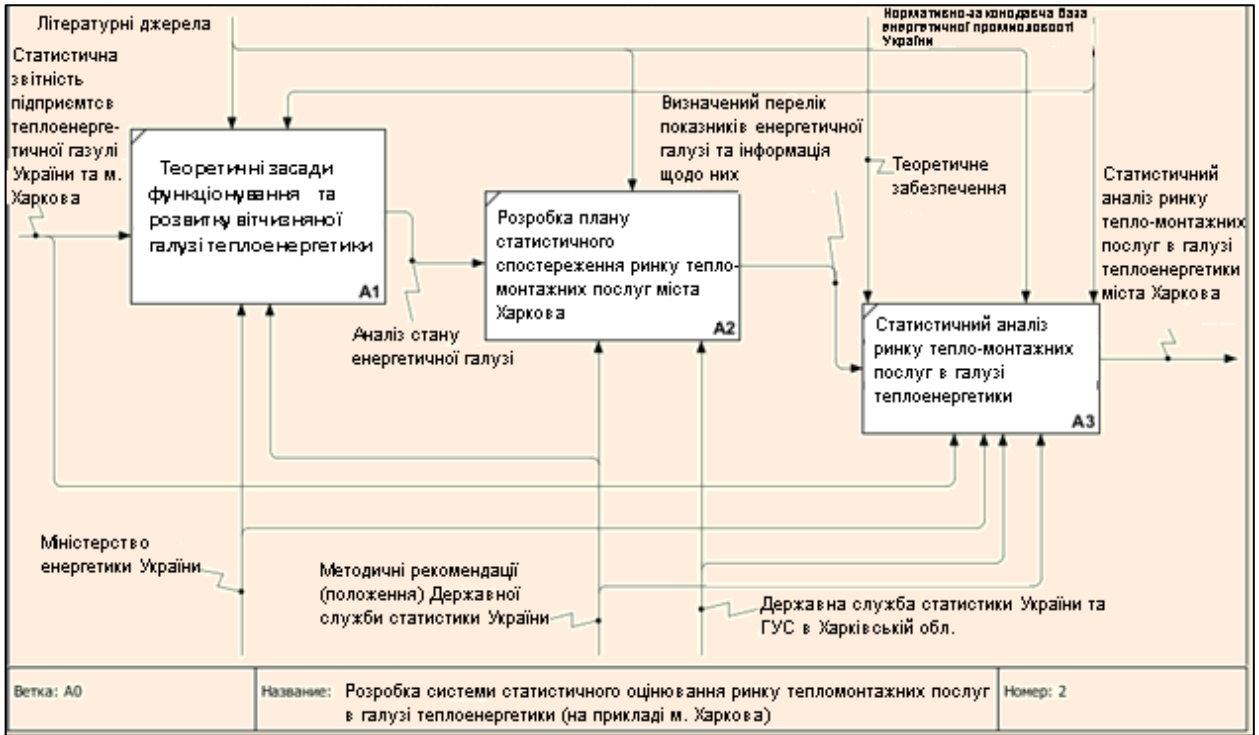 Літературні джерела
Нормативно-законодавча база
енергетичної промисловості
України
Статистична
звітність
підприємтсв
теплоенерге-
тичної газулі
України та м.
Харкова
Визначений перелік
показників енергетичної
галузі та інформація
щодо них
Теоретичне
забезпечення
Статистичний
аналіз ринку
тепло-монтажних
послуг в галузі
теплоенергетики
міста Харкова
Теоретичні засади
функціонування та
розвитку вітчизняної
галузі теплоенергетики
A1
Розробка плану
статистичного
спостереження ринку тепло-
монтажних послуг міста
Харкова
A2
Аналіз стану
енергетичної галузі
Статистичний аналіз
ринку тепло-монтажних
послуг в галузі
теплоенергетики
A3
Міністерство
енергетики України
Методичні рекомендації
(положення) Державної
служби статистики України
Державна служба статистики України та
ГУС в Харківській обл.
Ветка: A0
Название: Розробка системи статистичного оцінювання ринку тепломонтажних послуг
в галузі теплоенергетики (на прикладі м. Харкова)
Номер: 2